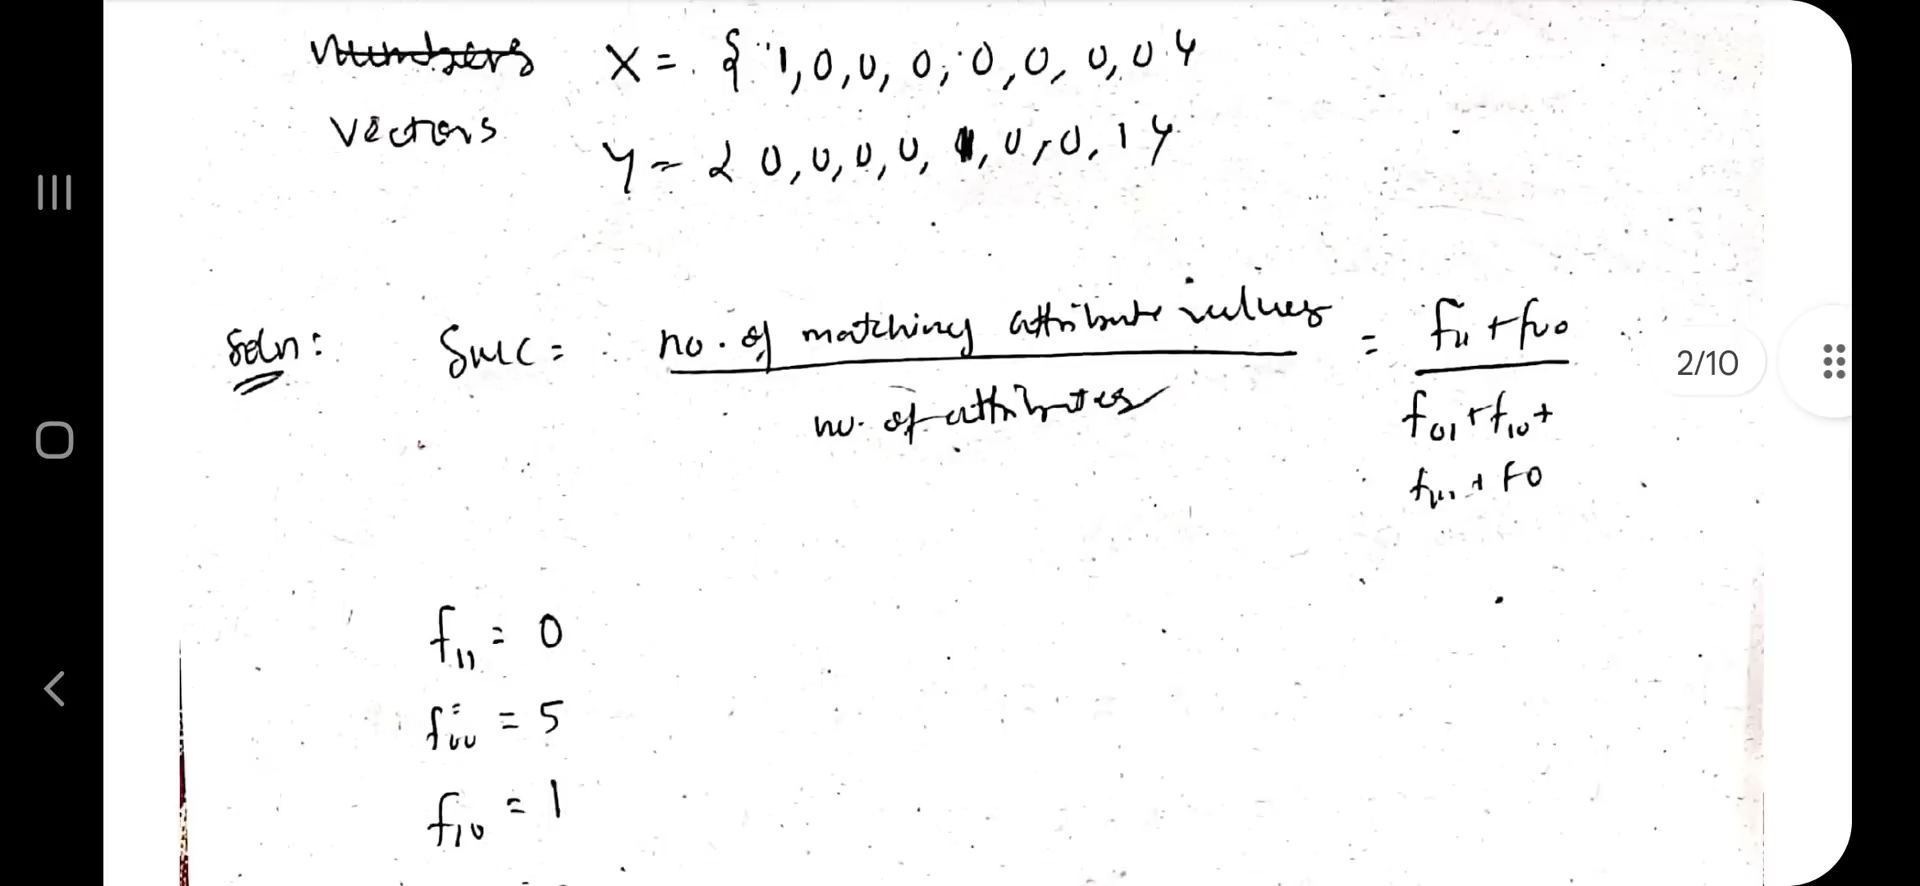 numbers X = { 1,0,0, 0, 0,0, 0,0 }
Vectors
Y = { 0,0,0,0, 1,0,0,1 }
Soln: SMC = no. of matching attribute values = f11 + f00
no. of attributes f01 + f10 +
2/10
f11 = 0
f00 = 5
f10 = 1